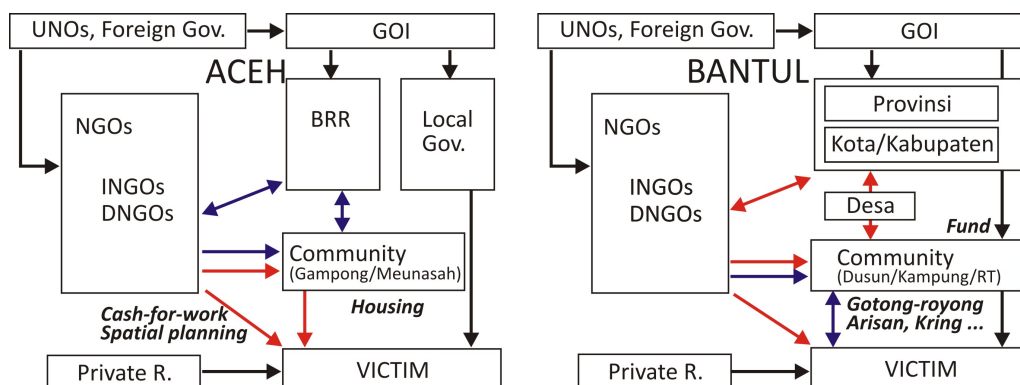 UNOs, Foreign Gov.
GOI
ACEH
NGOs
INGOs
DNGOs
BRR
Local
Gov.
Community
(Gampong/Meunasah)
Housing
Cash-for-work
Spatial planning
Private R.
VICTIM
UNOs, Foreign Gov.
GOI
BANTUL
NGOs
INGOs
DNGOs
Provinsi
Kota/Kabupaten
Desa
Fund
Community
(Dusun/Kampung/RT)
Gotong-royong
Arisan, Kring ...
Private R.
VICTIM